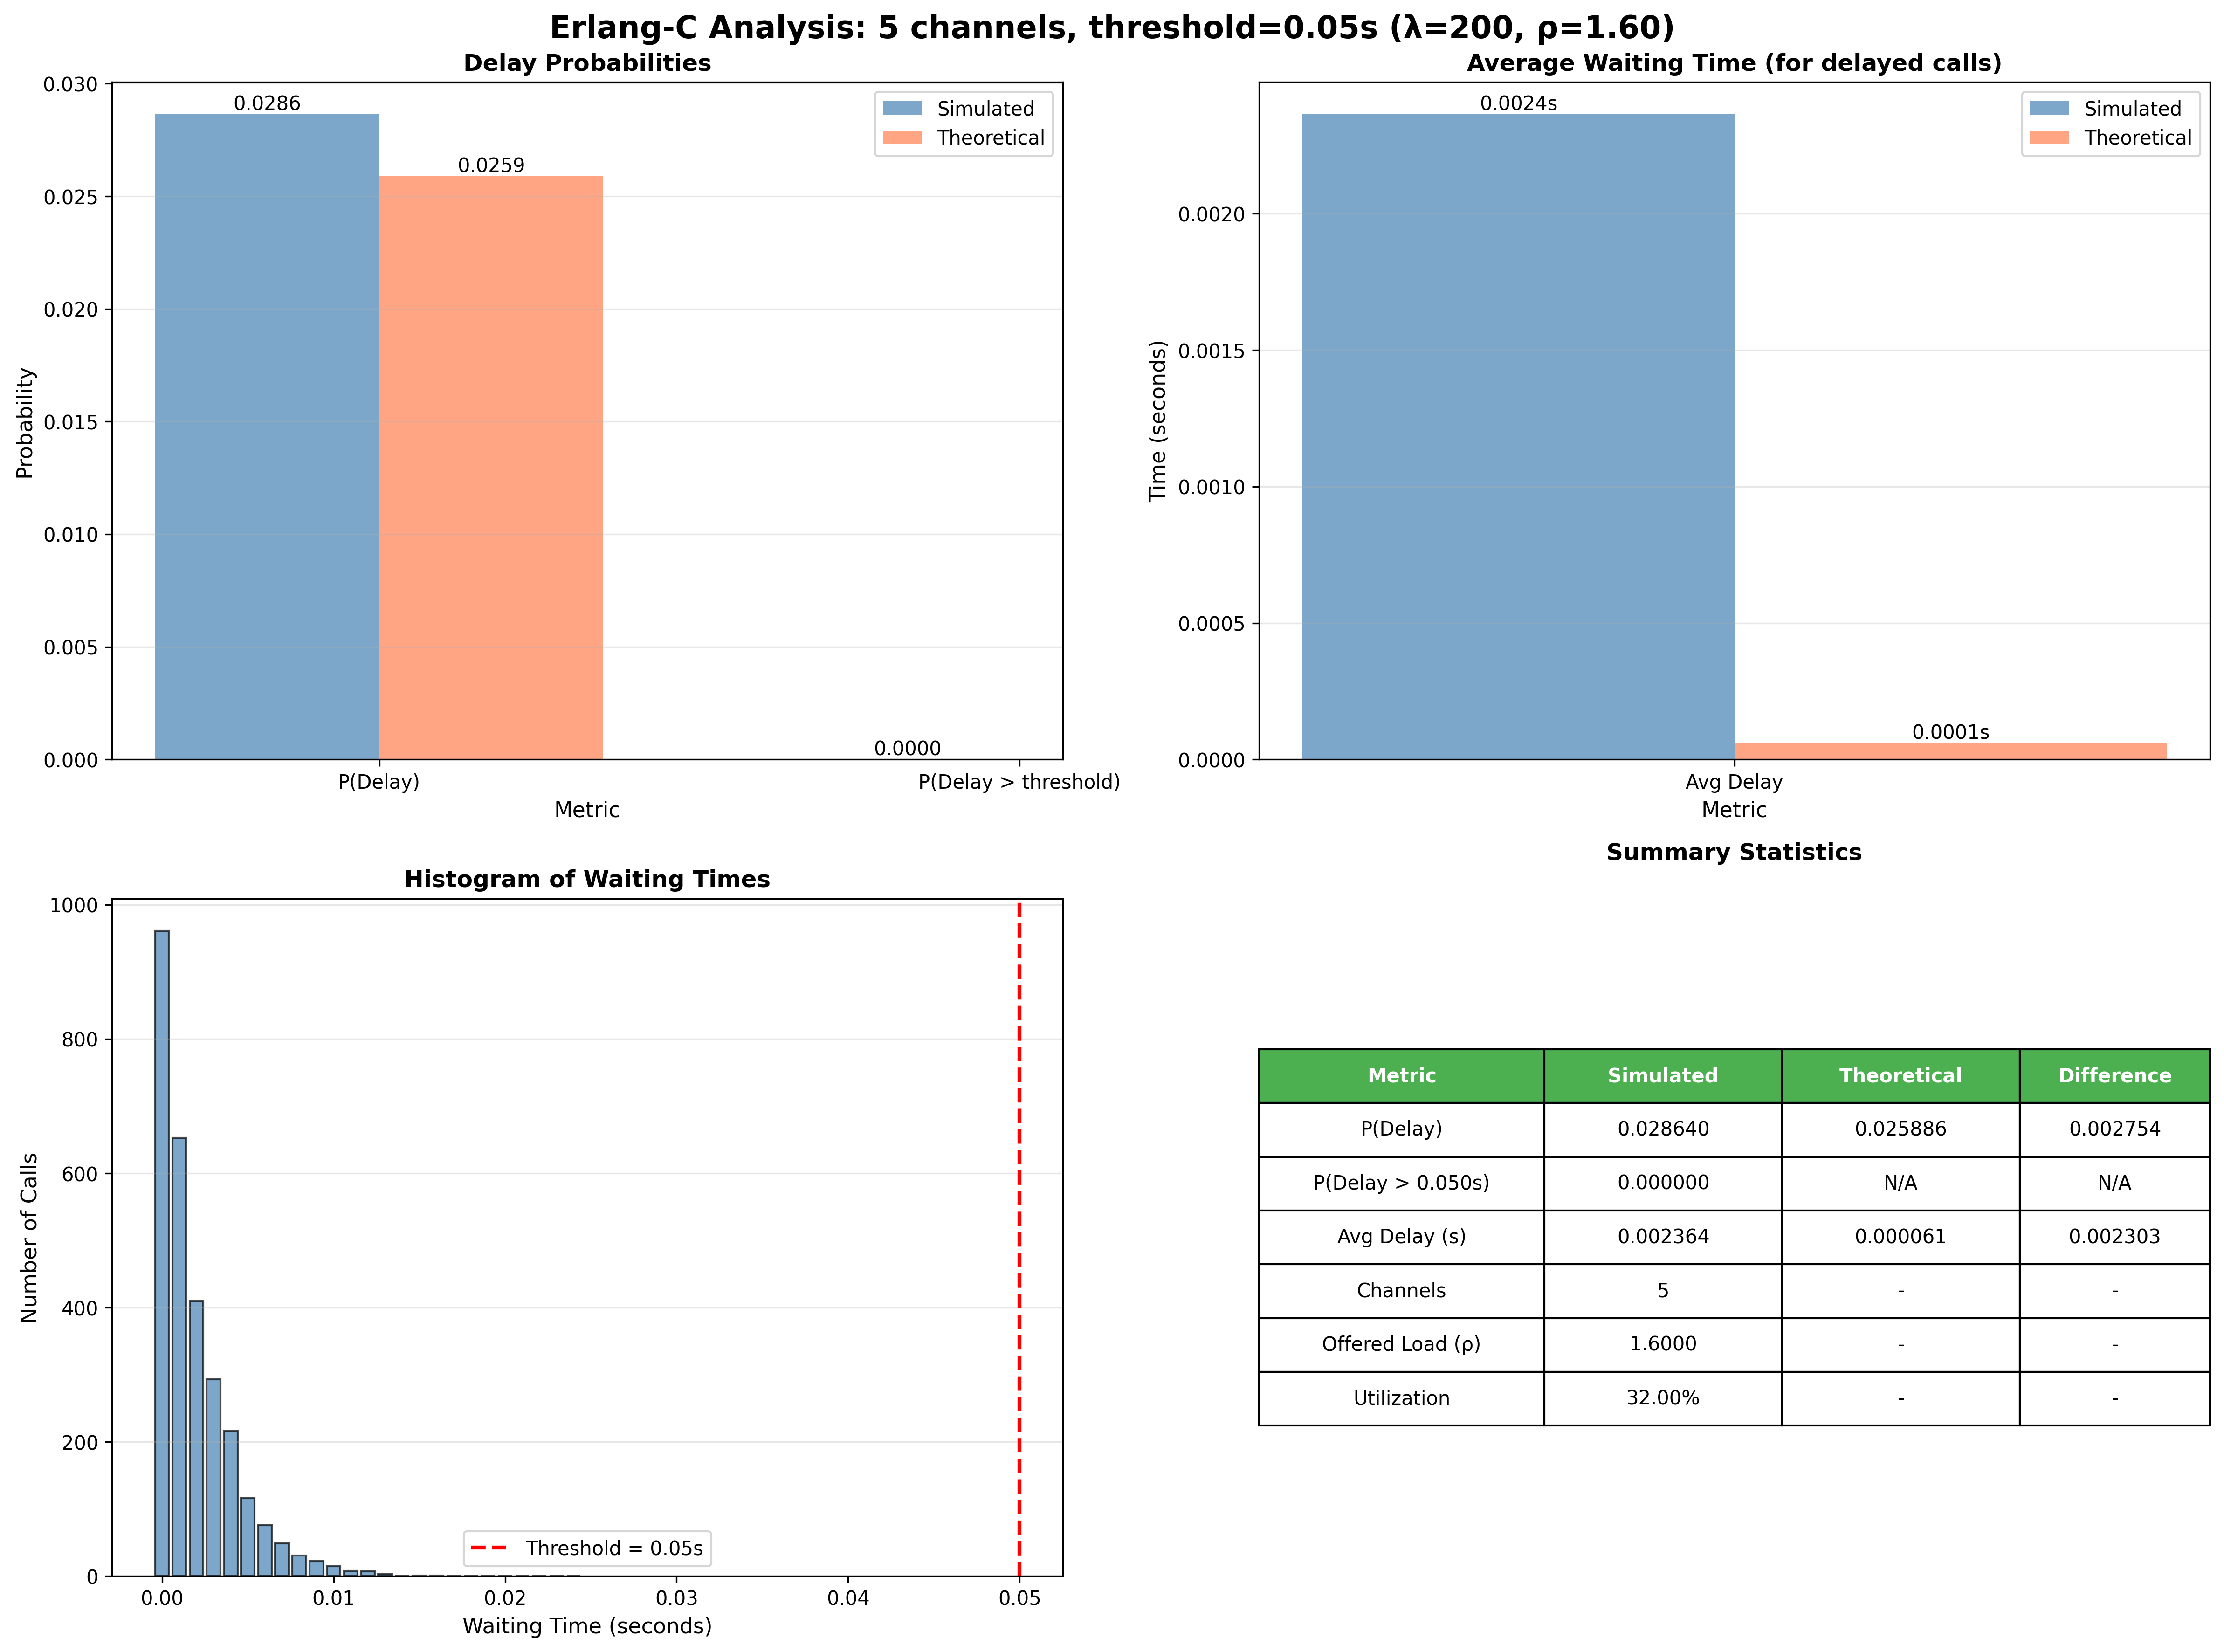 Erlang-C Analysis: 5 channels, threshold=0.05s (λ=200, ρ=1.60)
Delay Probabilities
0.030
0.025
0.020
0.015
0.010
0.005
0.000
Probability
0.0286
0.0259
0.0000
Simulated
Theoretical
P(Delay)
P(Delay > threshold)
Metric
Average Waiting Time (for delayed calls)
0.0020
0.0015
0.0010
0.0005
0.0000
Time (seconds)
0.0024s
0.0001s
Simulated
Theoretical
Avg Delay
Metric
Histogram of Waiting Times
1000
800
600
400
200
0
Number of Calls
Threshold = 0.05s
0.00 0.01 0.02 0.03 0.04 0.05
Waiting Time (seconds)
Summary Statistics
Metric Simulated Theoretical Difference
P(Delay) 0.028640 0.025886 0.002754
P(Delay > 0.050s) 0.000000 N/A N/A
Avg Delay (s) 0.002364 0.000061 0.002303
Channels 5 - -
Offered Load (ρ) 1.6000 - -
Utilization 32.00% - -